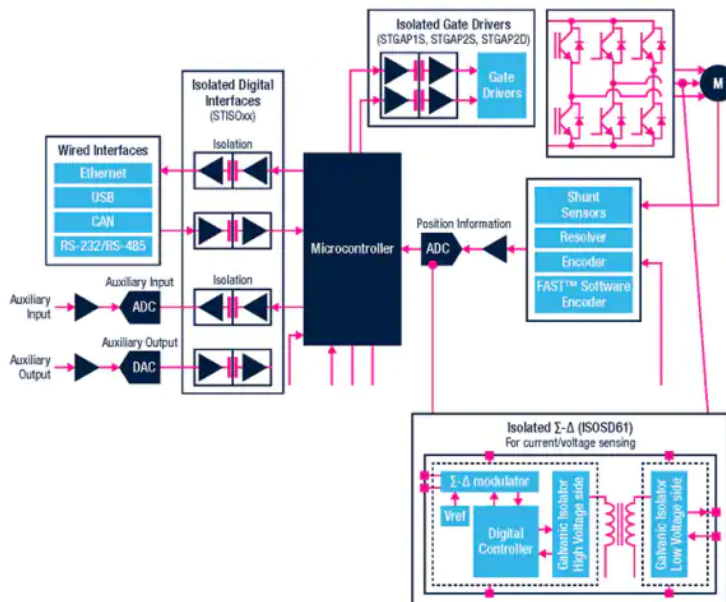 Isolated Gate Drivers
(STGAP1S, STGAP2S, STGAP2D)
Gate
Drivers
M
Isolated Digital
Interfaces
(STISOxx)
Isolation
Wired Interfaces
Ethernet
USB
CAN
RS-232/RS-485
Microcontroller
Position Information
ADC
Shunt
Sensors
Resolver
Encoder
FAST™ Software
Encoder
Auxiliary Input
Isolation
Auxiliary
Input
ADC
Auxiliary Output
Auxiliary
Output
DAC
Isolated Σ-Δ (ISOSD61)
For current/voltage sensing
Σ-Δ modulator
Vref
Digital
Controller
Galvanic Isolator
High Voltage side
Galvanic Isolator
Low Voltage side